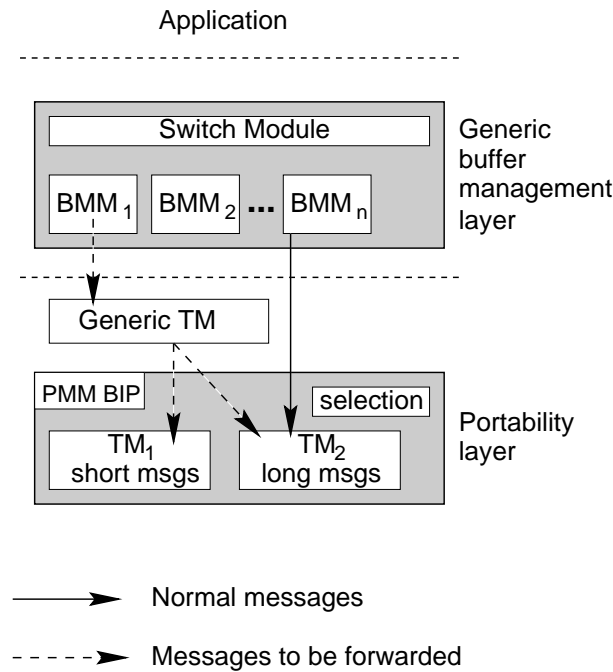 Application
Switch Module
Generic
buffer
management
layer
BMM 1
BMM 2
...
BMM n
Generic TM
PMM BIP
selection
TM1
short msgs
TM2
long msgs
Portability
layer
Normal messages
Messages to be forwarded